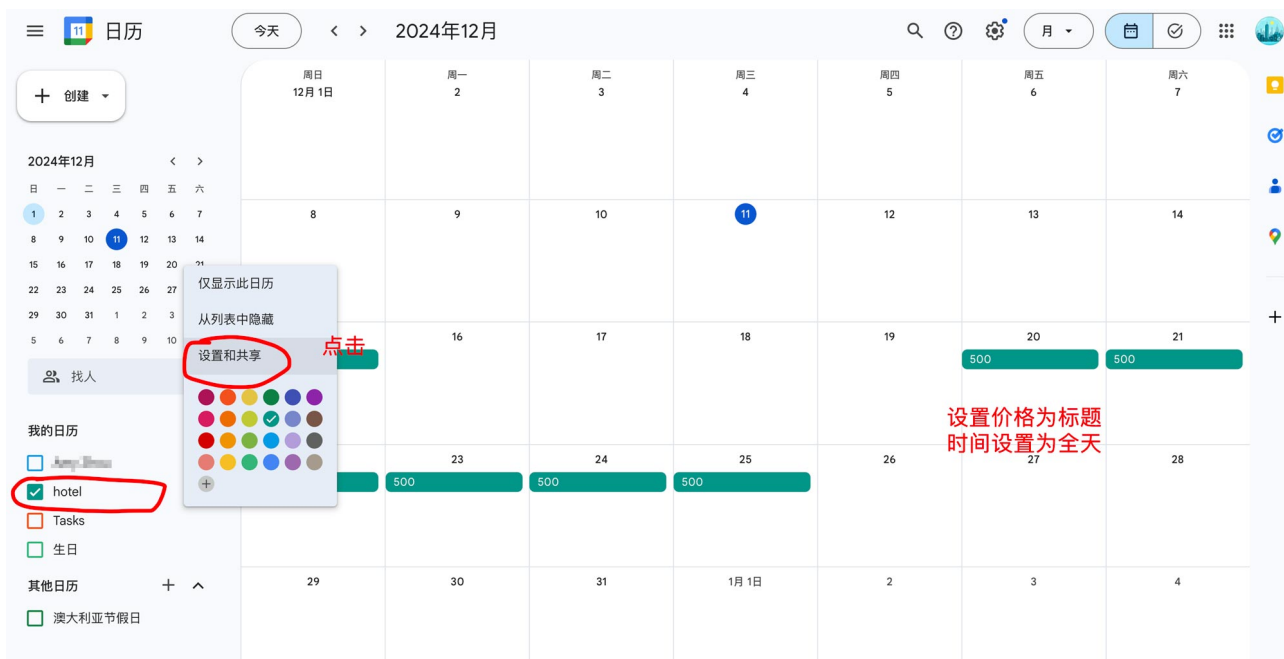 11 日历 今天 2024年12月 月
创建
周日 周一 周二 周三 周四 周五 周六
12月 1日 2 3 4 5 6 7
2024年12月
日 一 二 三 四 五 六
1 2 3 4 5 6 7
8 9 10 11 12 13 14
15 16 17 18 19 20 21
22 23 24 25 26 27
29 30 31 1 2 3
5 6 7 8 9 10
找人
我的日历
hotel
Tasks
生日
其他日历
澳大利亚节假日
仅显示此日历
从列表中隐藏
设置和共享
点击
8 9 10 11 12 13 14
16 17 18 19 20 21
500 500
设置价格为标题
时间设置为全天
23 24 25 26 27 28
500 500 500
29 30 31 1月 1日 2 3 4